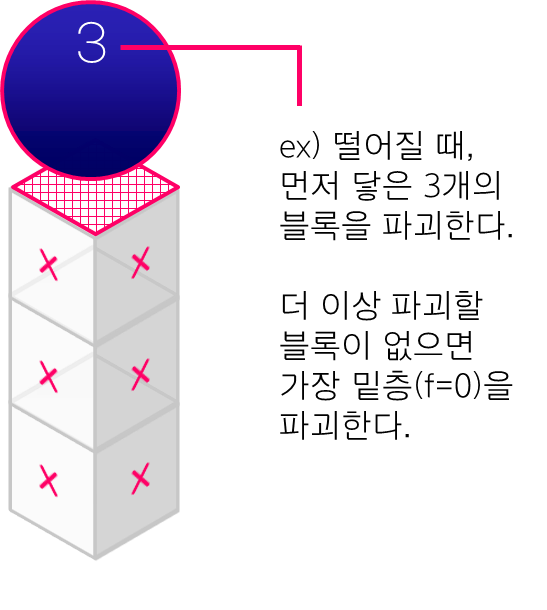 3
ex) 떨어질 때,
먼저 닿은 3개의
블록을 파괴한다.
더 이상 파괴할
블록이 없으면
가장 밑층(f=0)을
파괴한다.